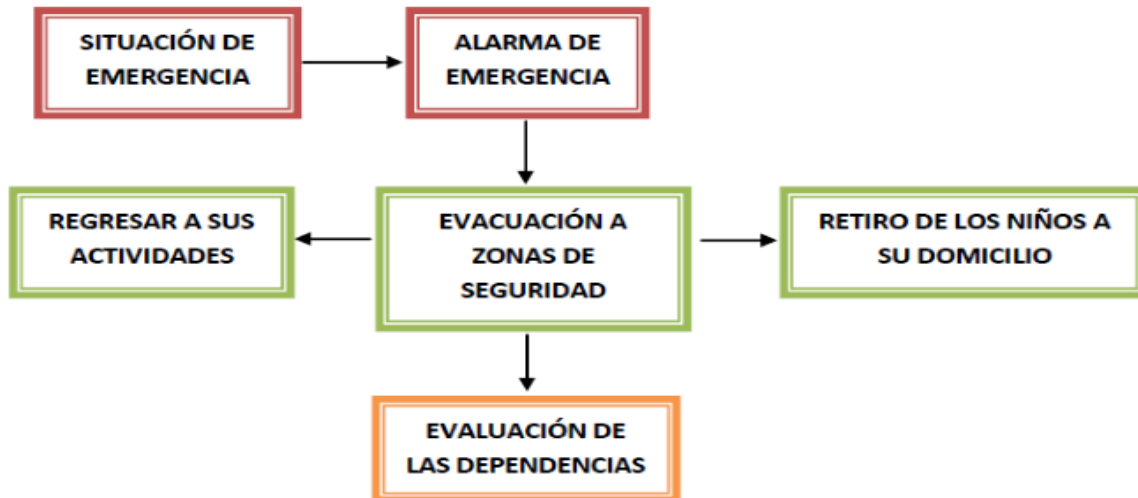 SITUACIÓN DE
EMERGENCIA
ALARMA DE
EMERGENCIA
REGRESAR A SUS
ACTIVIDADES
EVACUACIÓN A
ZONAS DE
SEGURIDAD
RETIRO DE LOS NIÑOS A
SU DOMICILIO
EVALUACIÓN DE
LAS DEPENDENCIAS